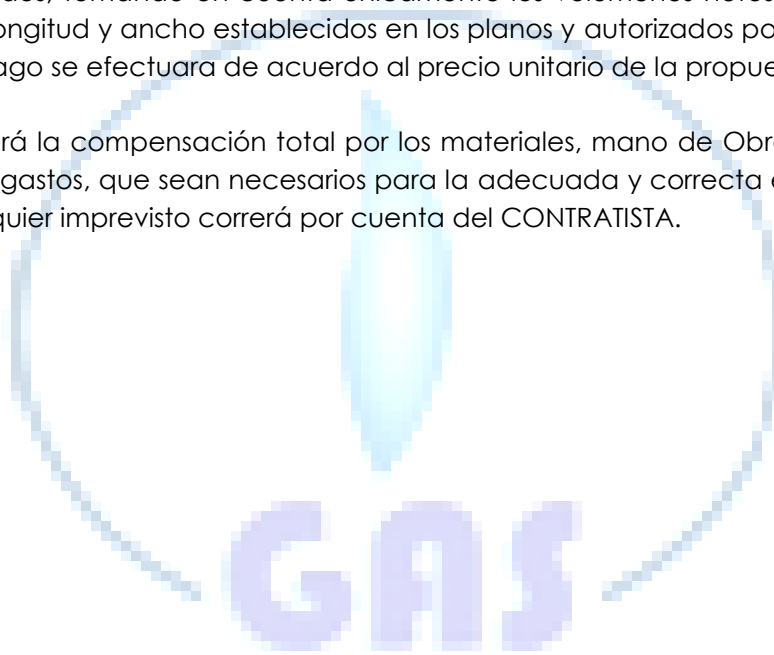 ongitud y ancho establecidos en los planos y autorizados po
ago se efectuara de acuerdo al precio unitario de la propue
rá la compensación total por los materiales, mano de Obr
gastos, que sean necesarios para la adecuada y correcta
quier imprevisto correrá por cuenta del CONTRATISTA.
GAS